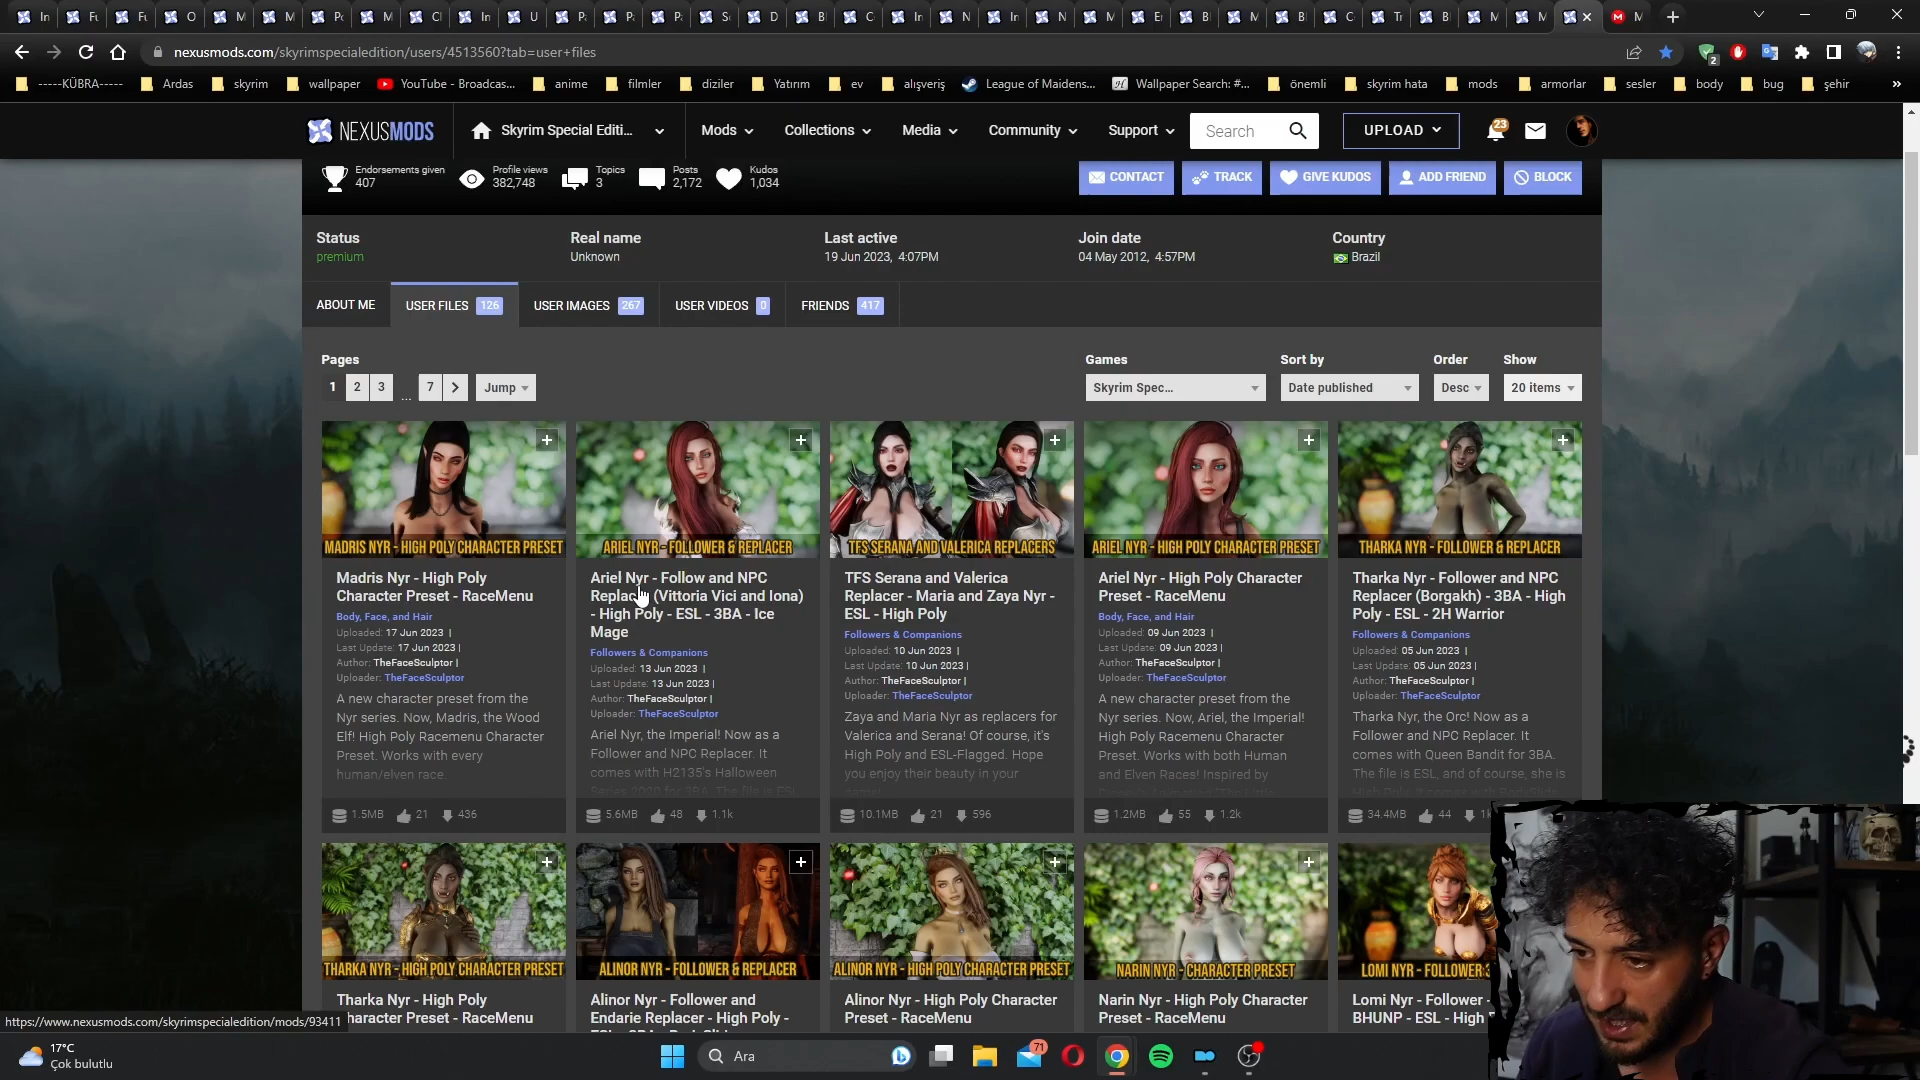 nexusmods.com/skyrimspecialedition/users/4513560?tab=user+files
-----KÜBRA-----
Ardas
skyrim
wallpaper
YouTube - Broadcas...
anime
filmler
diziler
Yatırım
ev
alışveriş
League of Maidens...
Wallpaper Search: #...
önemli
skyrim hata
mods
armorlar
sesler
body
bug
şehir
NEXUSMODS
Skyrim Special Editi...
Mods
Collections
Media
Community
Support
Search
UPLOAD
23
Endorsements given
407
Profile views
382,748
Topics
3
Posts
2,172
Kudos
1,034
CONTACT
TRACK
GIVE KUDOS
ADD FRIEND
BLOCK
Status
premium
Real name
Unknown
Last active
19 Jun 2023, 4:07PM
Join date
04 May 2012, 4:57PM
Country
Brazil
ABOUT ME
USER FILES 126
USER IMAGES 267
USER VIDEOS 0
FRIENDS 417
Pages
1 2 3 ... 7 > Jump
Games
Skyrim Spec...
Sort by
Date published
Order
Desc
Show
20 items
MADRIS NYR - HIGH POLY CHARACTER PRESET
Madris Nyr - High Poly
Character Preset - RaceMenu
Body, Face, and Hair
Uploaded: 17 Jun 2023 |
Last Update: 17 Jun 2023 |
Author: TheFaceSculptor |
Uploader: TheFaceSculptor
A new character preset from the
Nyr series. Now, Madris, the Wood
Elf! High Poly Racemenu Character
Preset. Works with every
human/elven race.
1.5MB 21 436
ARIEL NYR - FOLLOWER & REPLACER
Ariel Nyr - Follow and NPC
Replacer (Vittoria Vici and Iona)
- High Poly - ESL - 3BA - Ice
Mage
Followers & Companions
Uploaded: 13 Jun 2023 |
Last Update: 13 Jun 2023 |
Author: TheFaceSculptor |
Uploader: TheFaceSculptor
Ariel Nyr, the Imperial! Now as a
Follower and NPC Replacer. It
comes with H2135's Halloween
Series 2020 for 3BA. The file is ESL
5.6MB 48 1.1k
TFS SERANA AND VALERICA REPLACERS
TFS Serana and Valerica
Replacer - Maria and Zaya Nyr -
ESL - High Poly
Followers & Companions
Uploaded: 10 Jun 2023 |
Last Update: 10 Jun 2023 |
Author: TheFaceSculptor |
Uploader: TheFaceSculptor
Zaya and Maria Nyr as replacers for
Valerica and Serana! Of course, it's
High Poly and ESL-Flagged. Hope
you enjoy their beauty in your
10.1MB 21 596
ARIEL NYR - HIGH POLY CHARACTER PRESET
Ariel Nyr - High Poly Character
Preset - RaceMenu
Body, Face, and Hair
Uploaded: 09 Jun 2023 |
Last Update: 09 Jun 2023 |
Author: TheFaceSculptor |
Uploader: TheFaceSculptor
A new character preset from the
Nyr series. Now, Ariel, the Imperial!
High Poly Racemenu Character
Preset. Works with both Human
and Elven Races! Inspired by
1.2MB 55 1.2k
THARKA NYR - FOLLOWER & REPLACER
Tharka Nyr - Follower and NPC
Replacer (Borgakh) - 3BA - High
Poly - ESL - 2H Warrior
Followers & Companions
Uploaded: 05 Jun 2023 |
Last Update: 05 Jun 2023 |
Author: TheFaceSculptor |
Uploader: TheFaceSculptor
Tharka Nyr, the Orc! Now as a
Follower and NPC Replacer. It
comes with Queen Bandit for 3BA.
The file is ESL, and of course, she is
34.4MB 44
THARKA NYR - HIGH POLY CHARACTER PRESET
Tharka Nyr - High Poly
Character Preset - RaceMenu
ALINOR NYR - FOLLOWER & REPLACER
Alinor Nyr - Follower and
Endarie Replacer - High Poly -
ALINOR NYR - HIGH POLY CHARACTER PRESET
Alinor Nyr - High Poly Character
Preset - RaceMenu
NARIN NYR - CHARACTER PRESET
Narin Nyr - High Poly Character
Preset - RaceMenu
LOMI NYR - FOLLOWER
Lomi Nyr - Follower -
BHUNP - ESL - High
https://www.nexusmods.com/skyrimspecialedition/mods/93411
17°C
Çok bulutlu
Ara
71